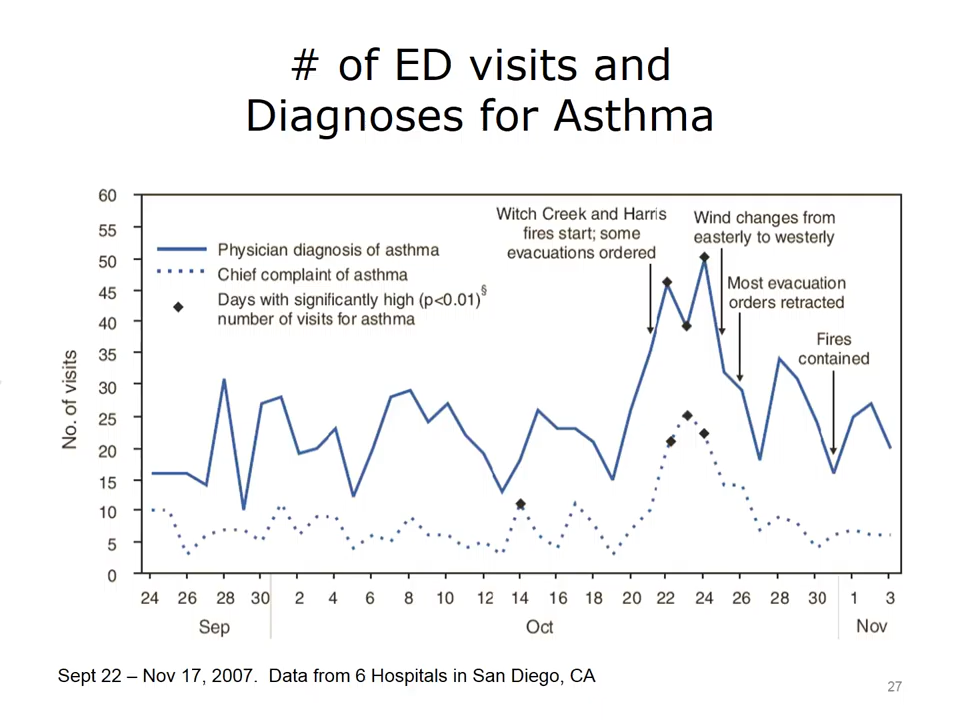 # of ED visits and
Diagnoses for Asthma
60
55
50
45
40
35
30
25
20
15
10
5
0
No. of visits
Physician diagnosis of asthma
Chief complaint of asthma
Days with significantly high (p<0.01)§
number of visits for asthma
Witch Creek and Harris
fires start; some
evacuations ordered
Wind changes from
easterly to westerly
Most evacuation
orders retracted
Fires
contained
24 26 28 30 2 4 6 8 10 12 14 16 18 20 22 24 26 28 30 1 3
Sep Oct Nov
Sept 22 – Nov 17, 2007.  Data from 6 Hospitals in San Diego, CA
27